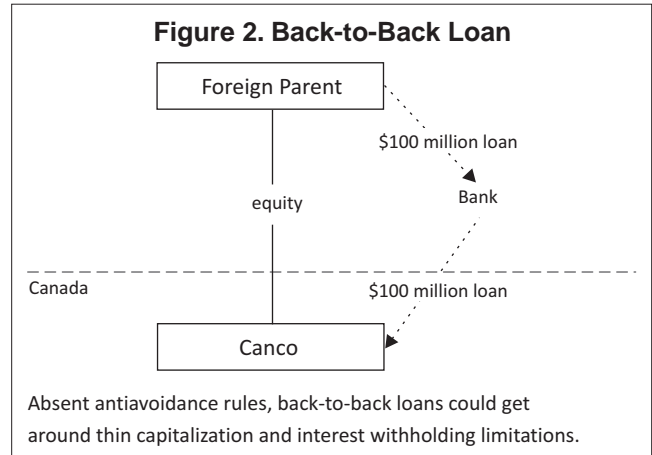 Figure 2. Back-to-Back Loan
Foreign Parent
$100 million loan
Bank
equity
Canada
$100 million loan
Canco
Absent antiavoidance rules, back-to-back loans could get
around thin capitalization and interest withholding limitations.